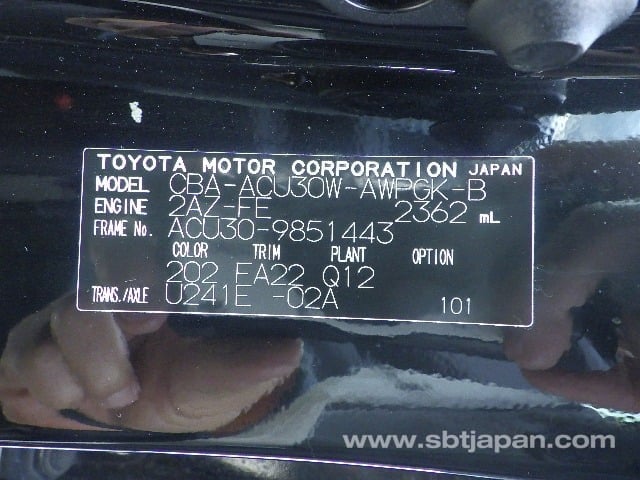 TOYOTA MOTOR CORPORATION JAPAN
MODEL CBA-ACU30W-AWPGK-B
ENGINE 2AZ-FE 2362 mL
FRAME No. ACU30-9851443
COLOR TRIM PLANT OPTION
202 FA22 Q12
TRANS./AXLE U241E -02A 101
www.sbtjapan.com